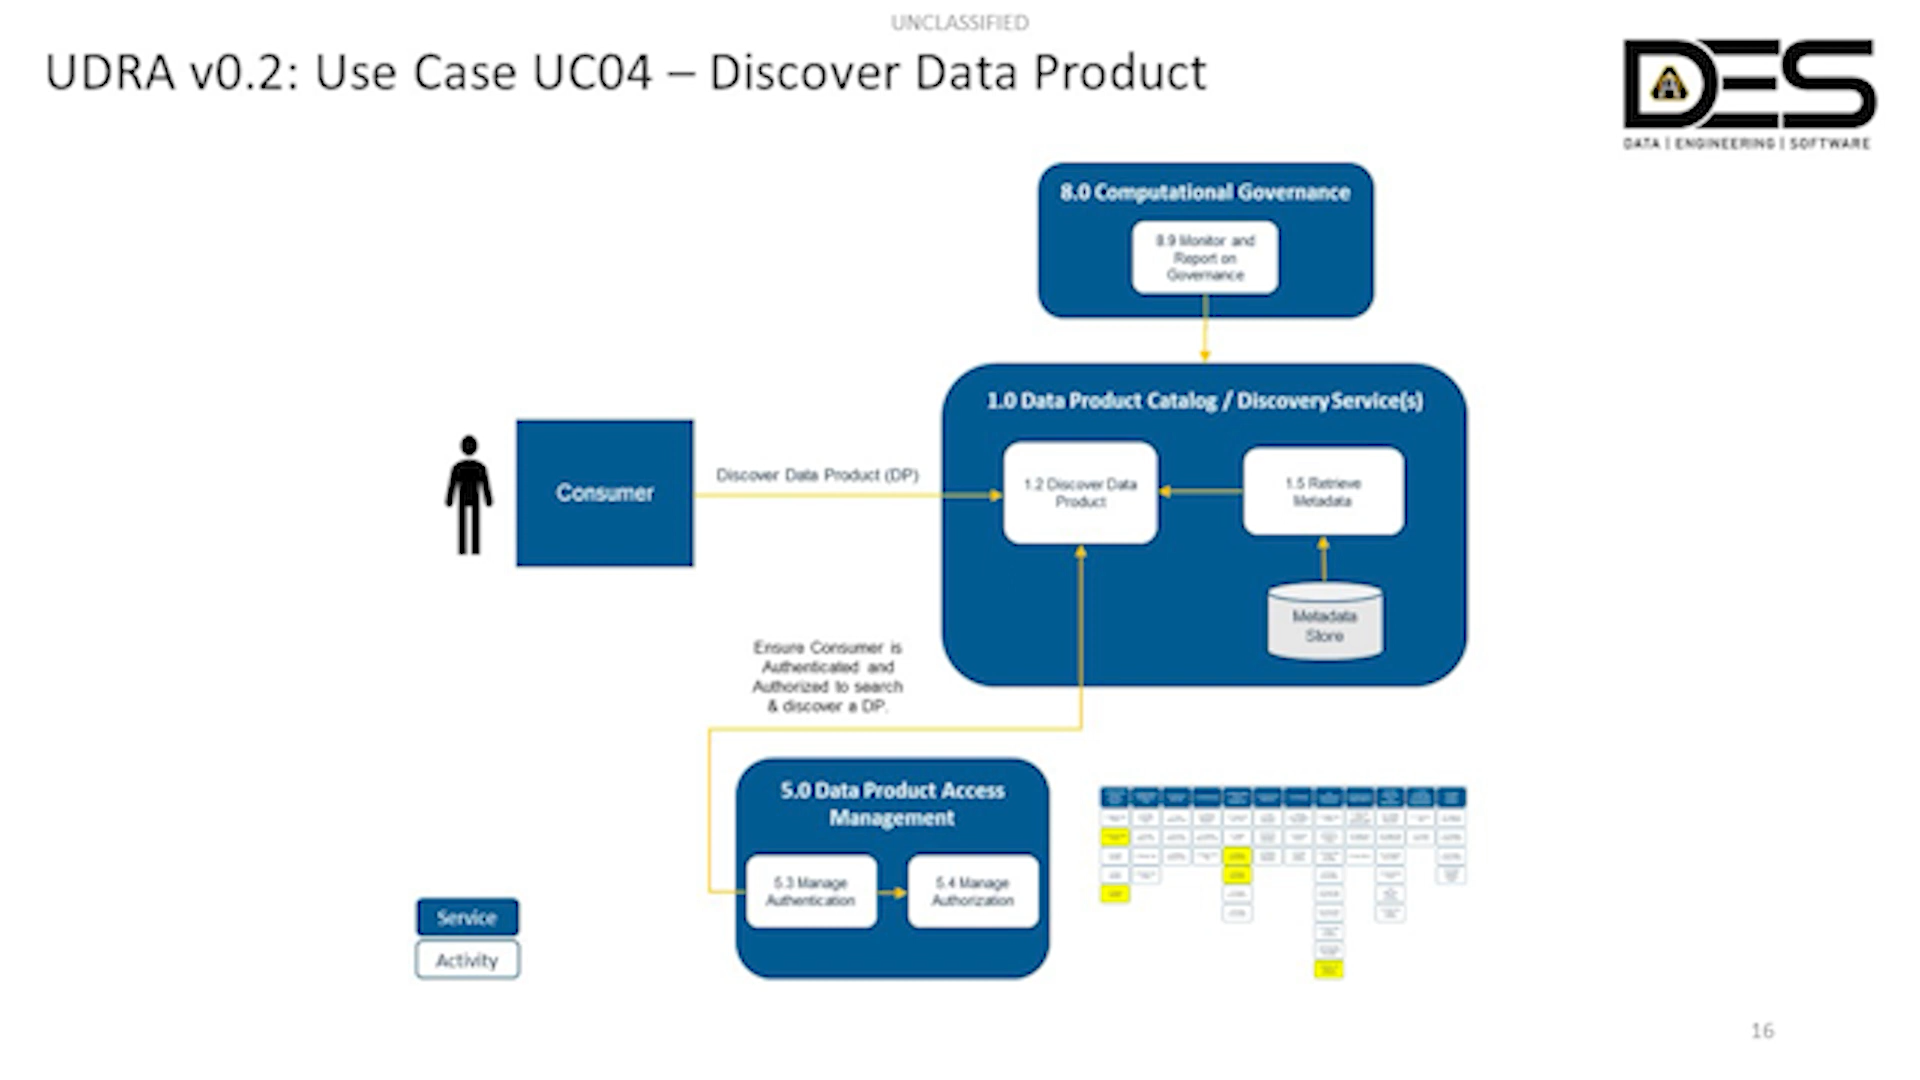 UNCLASSIFIED
UDRA v0.2: Use Case UC04 – Discover Data Product
DES
DATA | ENGINEERING | SOFTWARE
8.0 Computational Governance
8.9 Monitor and
Report on
Governance
1.0 Data Product Catalog / Discovery Service(s)
Consumer
Discover Data Product (DP)
1.2 Discover Data
Product
1.5 Retrieve
Metadata
Metadata
Store
Ensure Consumer is
Authenticated and
Authorized to search
& discover a DP.
5.0 Data Product Access
Management
5.3 Manage
Authentication
5.4 Manage
Authorization
Service
Activity
16